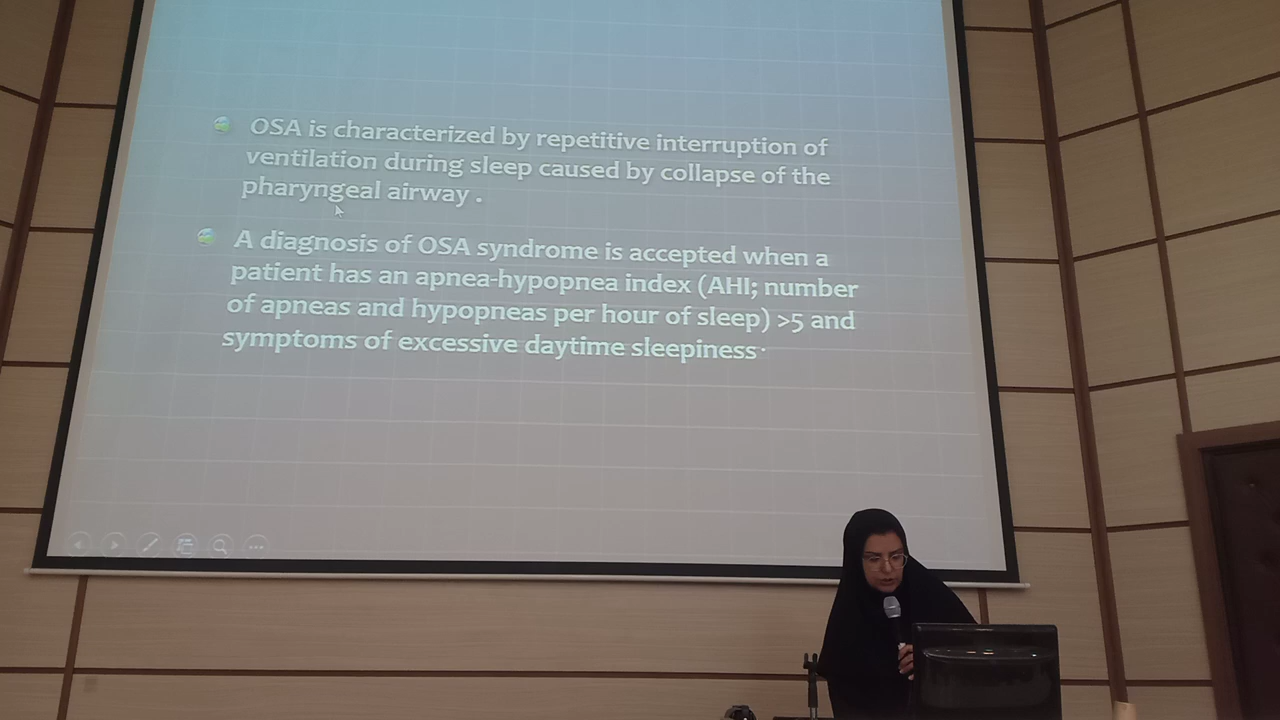 OSA is characterized by repetitive interruption of
ventilation during sleep caused by collapse of the
pharyngeal airway .
A diagnosis of OSA syndrome is accepted when a
patient has an apnea-hypopnea index (AHI; number
of apneas and hypopneas per hour of sleep) >5 and
symptoms of excessive daytime sleepiness·